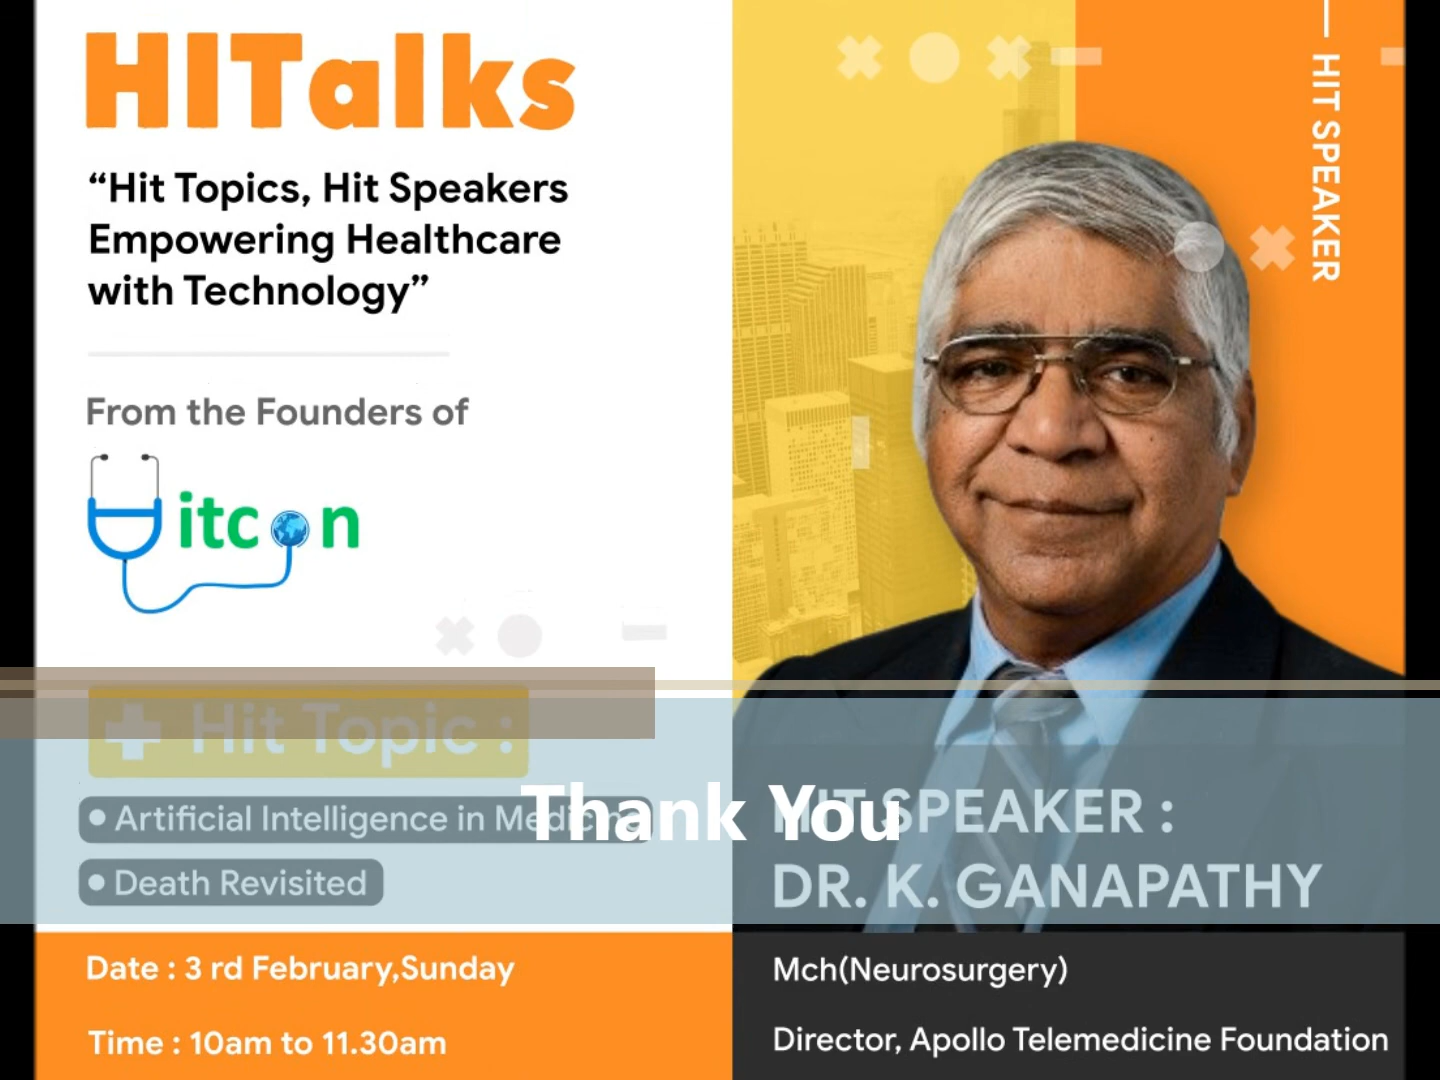 HITalks
“Hit Topics, Hit Speakers
Empowering Healthcare
with Technology”
From the Founders of
itcon
Hit Topic :
• Artificial Intelligence in Medicine
• Death Revisited
Thank You
Date : 3 rd February,Sunday
Time : 10am to 11.30am
HIT SPEAKER
HIT SPEAKER :
DR. K. GANAPATHY
Mch(Neurosurgery)
Director, Apollo Telemedicine Foundation